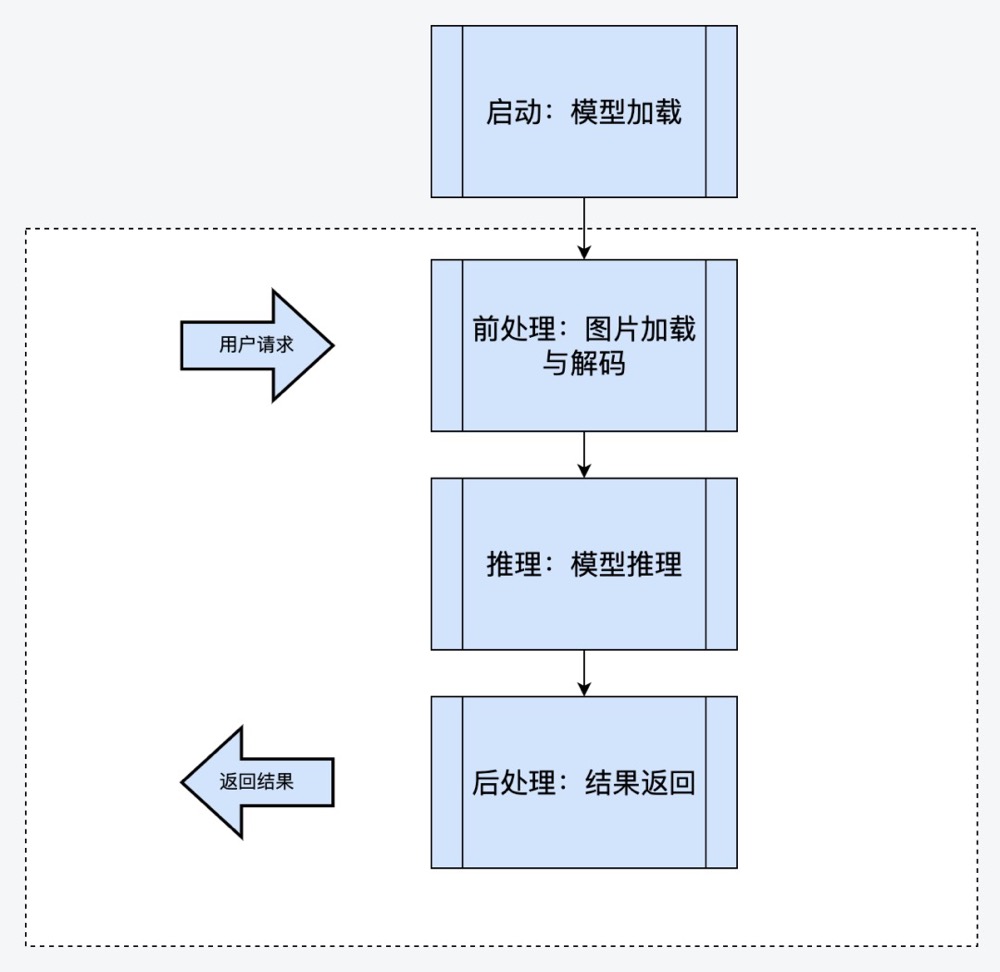 启动：模型加载
用户请求
前处理：图片加载
与解码
推理：模型推理
返回结果
后处理：结果返回